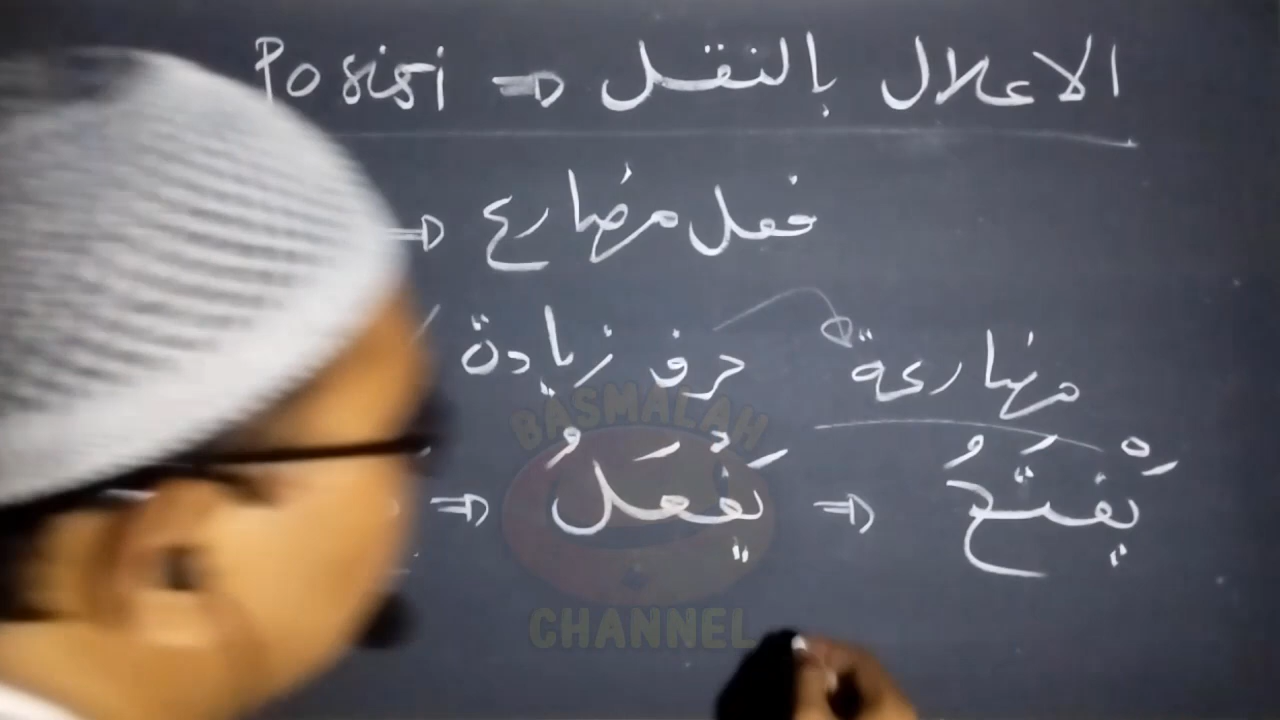 الاعلال بالنقل ⇒ Posisi
فعل مضارع ⇒
مضارعة حرف زيادة
يَفْتَحُ ⇒ يَفْعَلُ ⇒
BASMALAH
CHANNEL